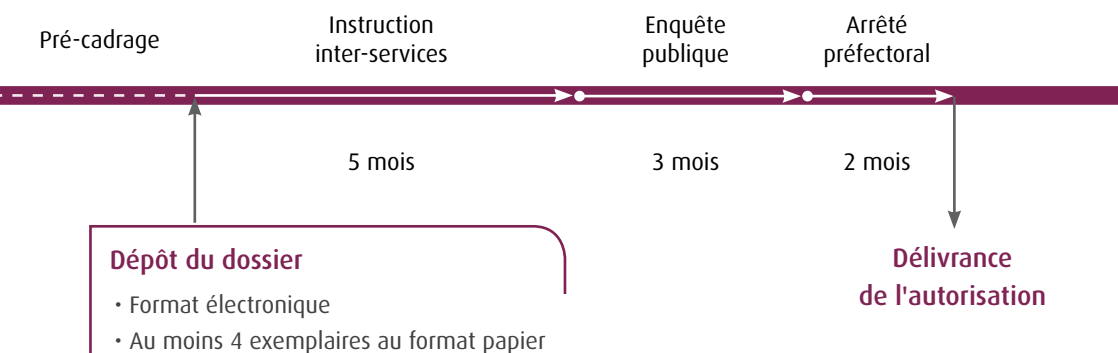 Pré-cadrage
Instruction
inter-services
Enquête
publique
Arrêté
préfectoral
5 mois
3 mois
2 mois
Dépôt du dossier
• Format électronique
• Au moins 4 exemplaires au format papier
Délivrance
de l'autorisation